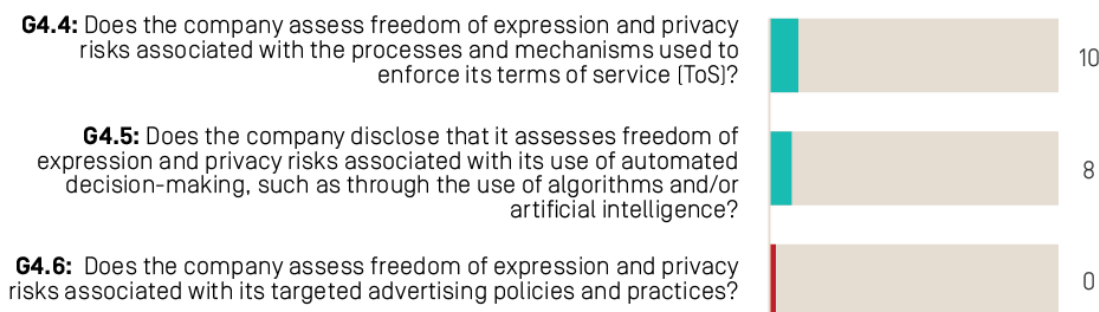 G4.4: Does the company assess freedom of expression and privacy
risks associated with the processes and mechanisms used to
enforce its terms of service (ToS)?
10
G4.5: Does the company disclose that it assesses freedom of
expression and privacy risks associated with its use of automated
decision-making, such as through the use of algorithms and/or
artificial intelligence?
8
G4.6: Does the company assess freedom of expression and privacy
risks associated with its targeted advertising policies and practices?
0